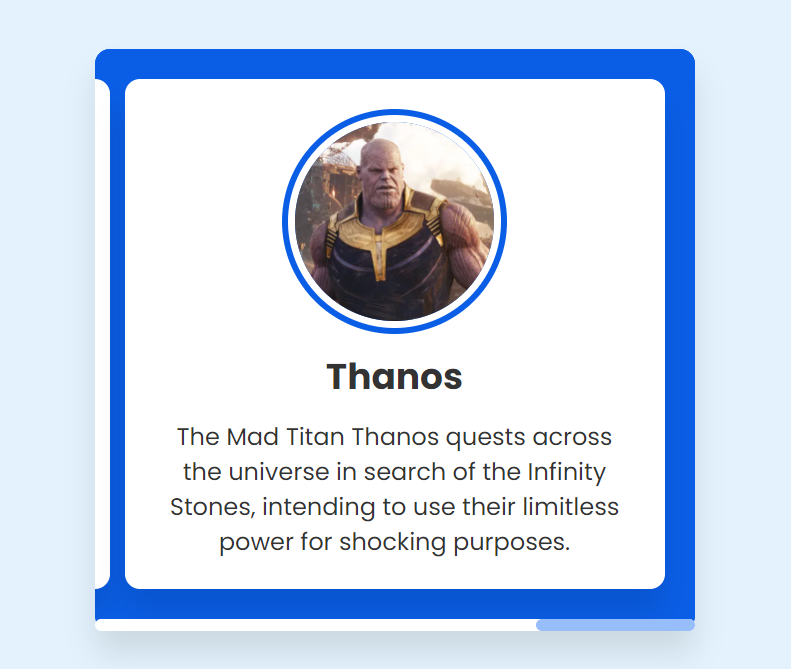 Thanos
The Mad Titan Thanos quests across
the universe in search of the Infinity
Stones, intending to use their limitless
power for shocking purposes.